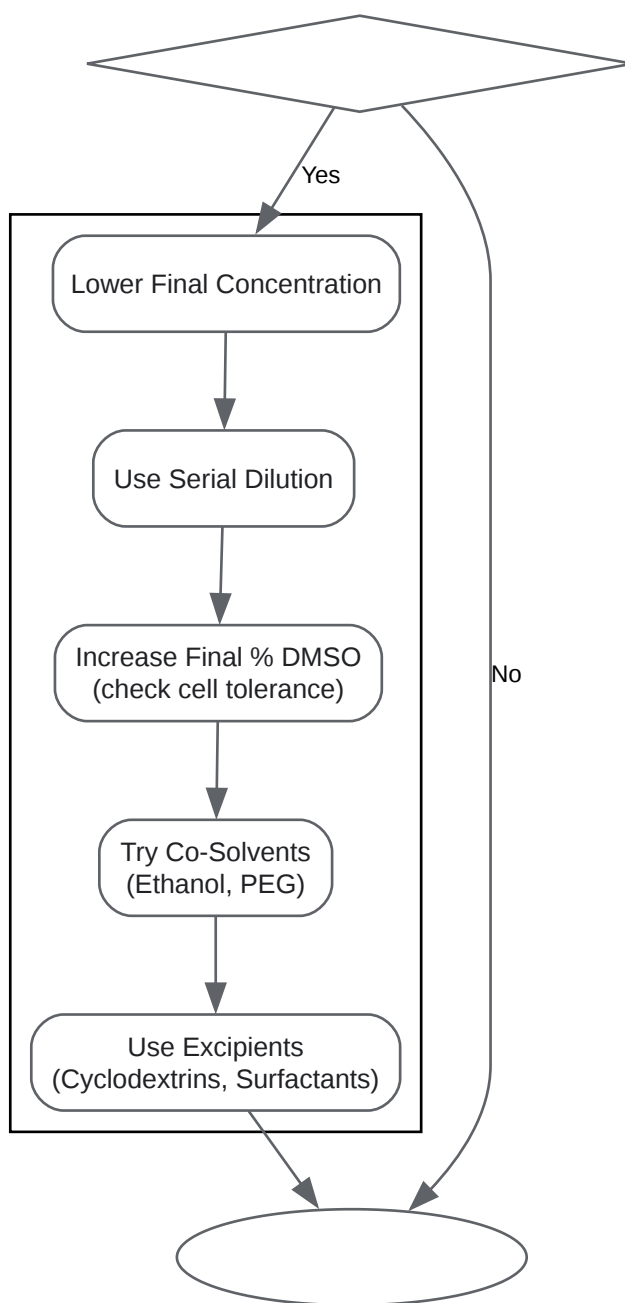 Yes
Lower Final Concentration
Use Serial Dilution
Increase Final % DMSO
(check cell tolerance)
No
Try Co-Solvents
(Ethanol, PEG)
Use Excipients
(Cyclodextrins, Surfactants)